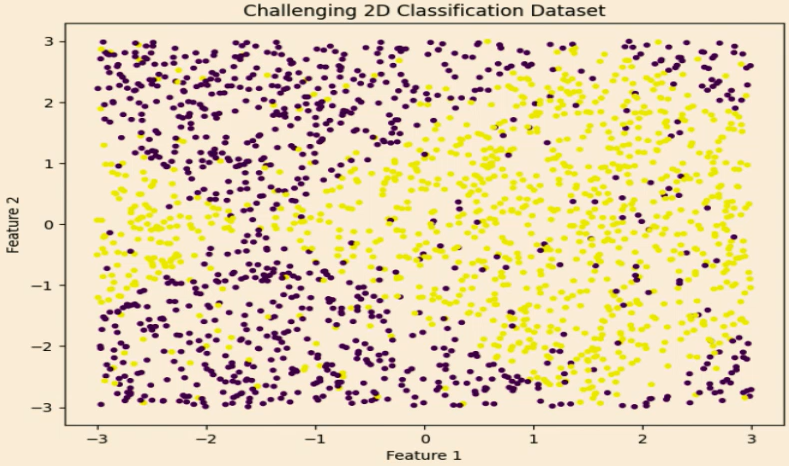 Challenging 2D Classification Dataset
3
2
1
0
−1
−2
−3
Feature 2
−3 −2 −1 0 1 2 3
Feature 1